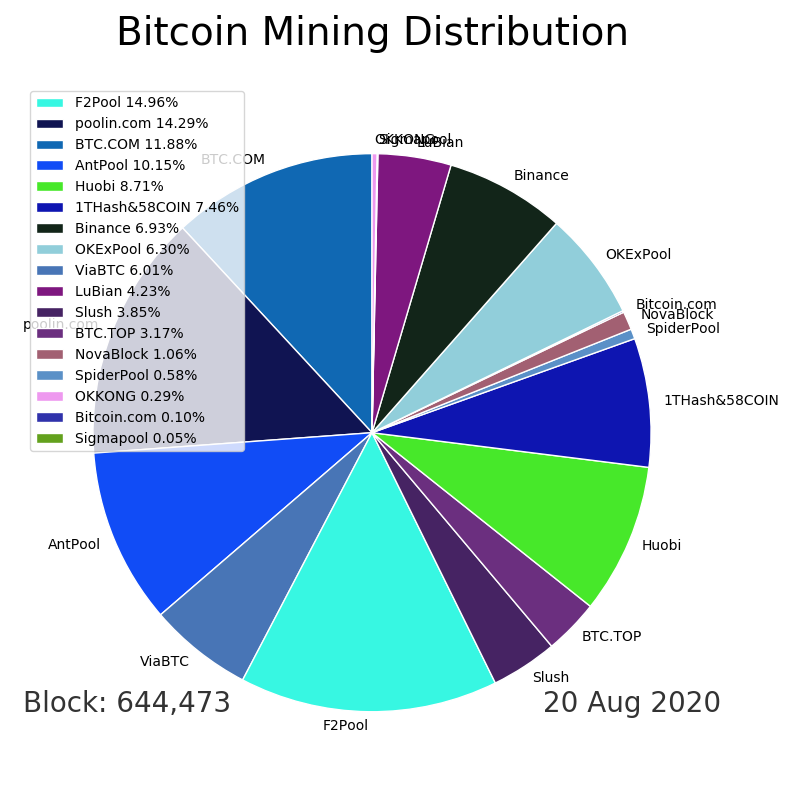 Bitcoin Mining Distribution
F2Pool 14.96%
poolin.com 14.29%
BTC.COM 11.88%
AntPool 10.15%
Huobi 8.71%
1THash&58COIN 7.46%
Binance 6.93%
OKExPool 6.30%
ViaBTC 6.01%
LuBian 4.23%
Slush 3.85%
BTC.TOP 3.17%
NovaBlock 1.06%
SpiderPool 0.58%
OKKONG 0.29%
Bitcoin.com 0.10%
Sigmapool 0.05%
OKKONG
Sigmapool
LuBian
BTC.COM
Binance
OKExPool
Bitcoin.com
NovaBlock
SpiderPool
poolin.com
1THash&58COIN
AntPool
Huobi
BTC.TOP
ViaBTC
Slush
F2Pool
Block: 644,473
20 Aug 2020